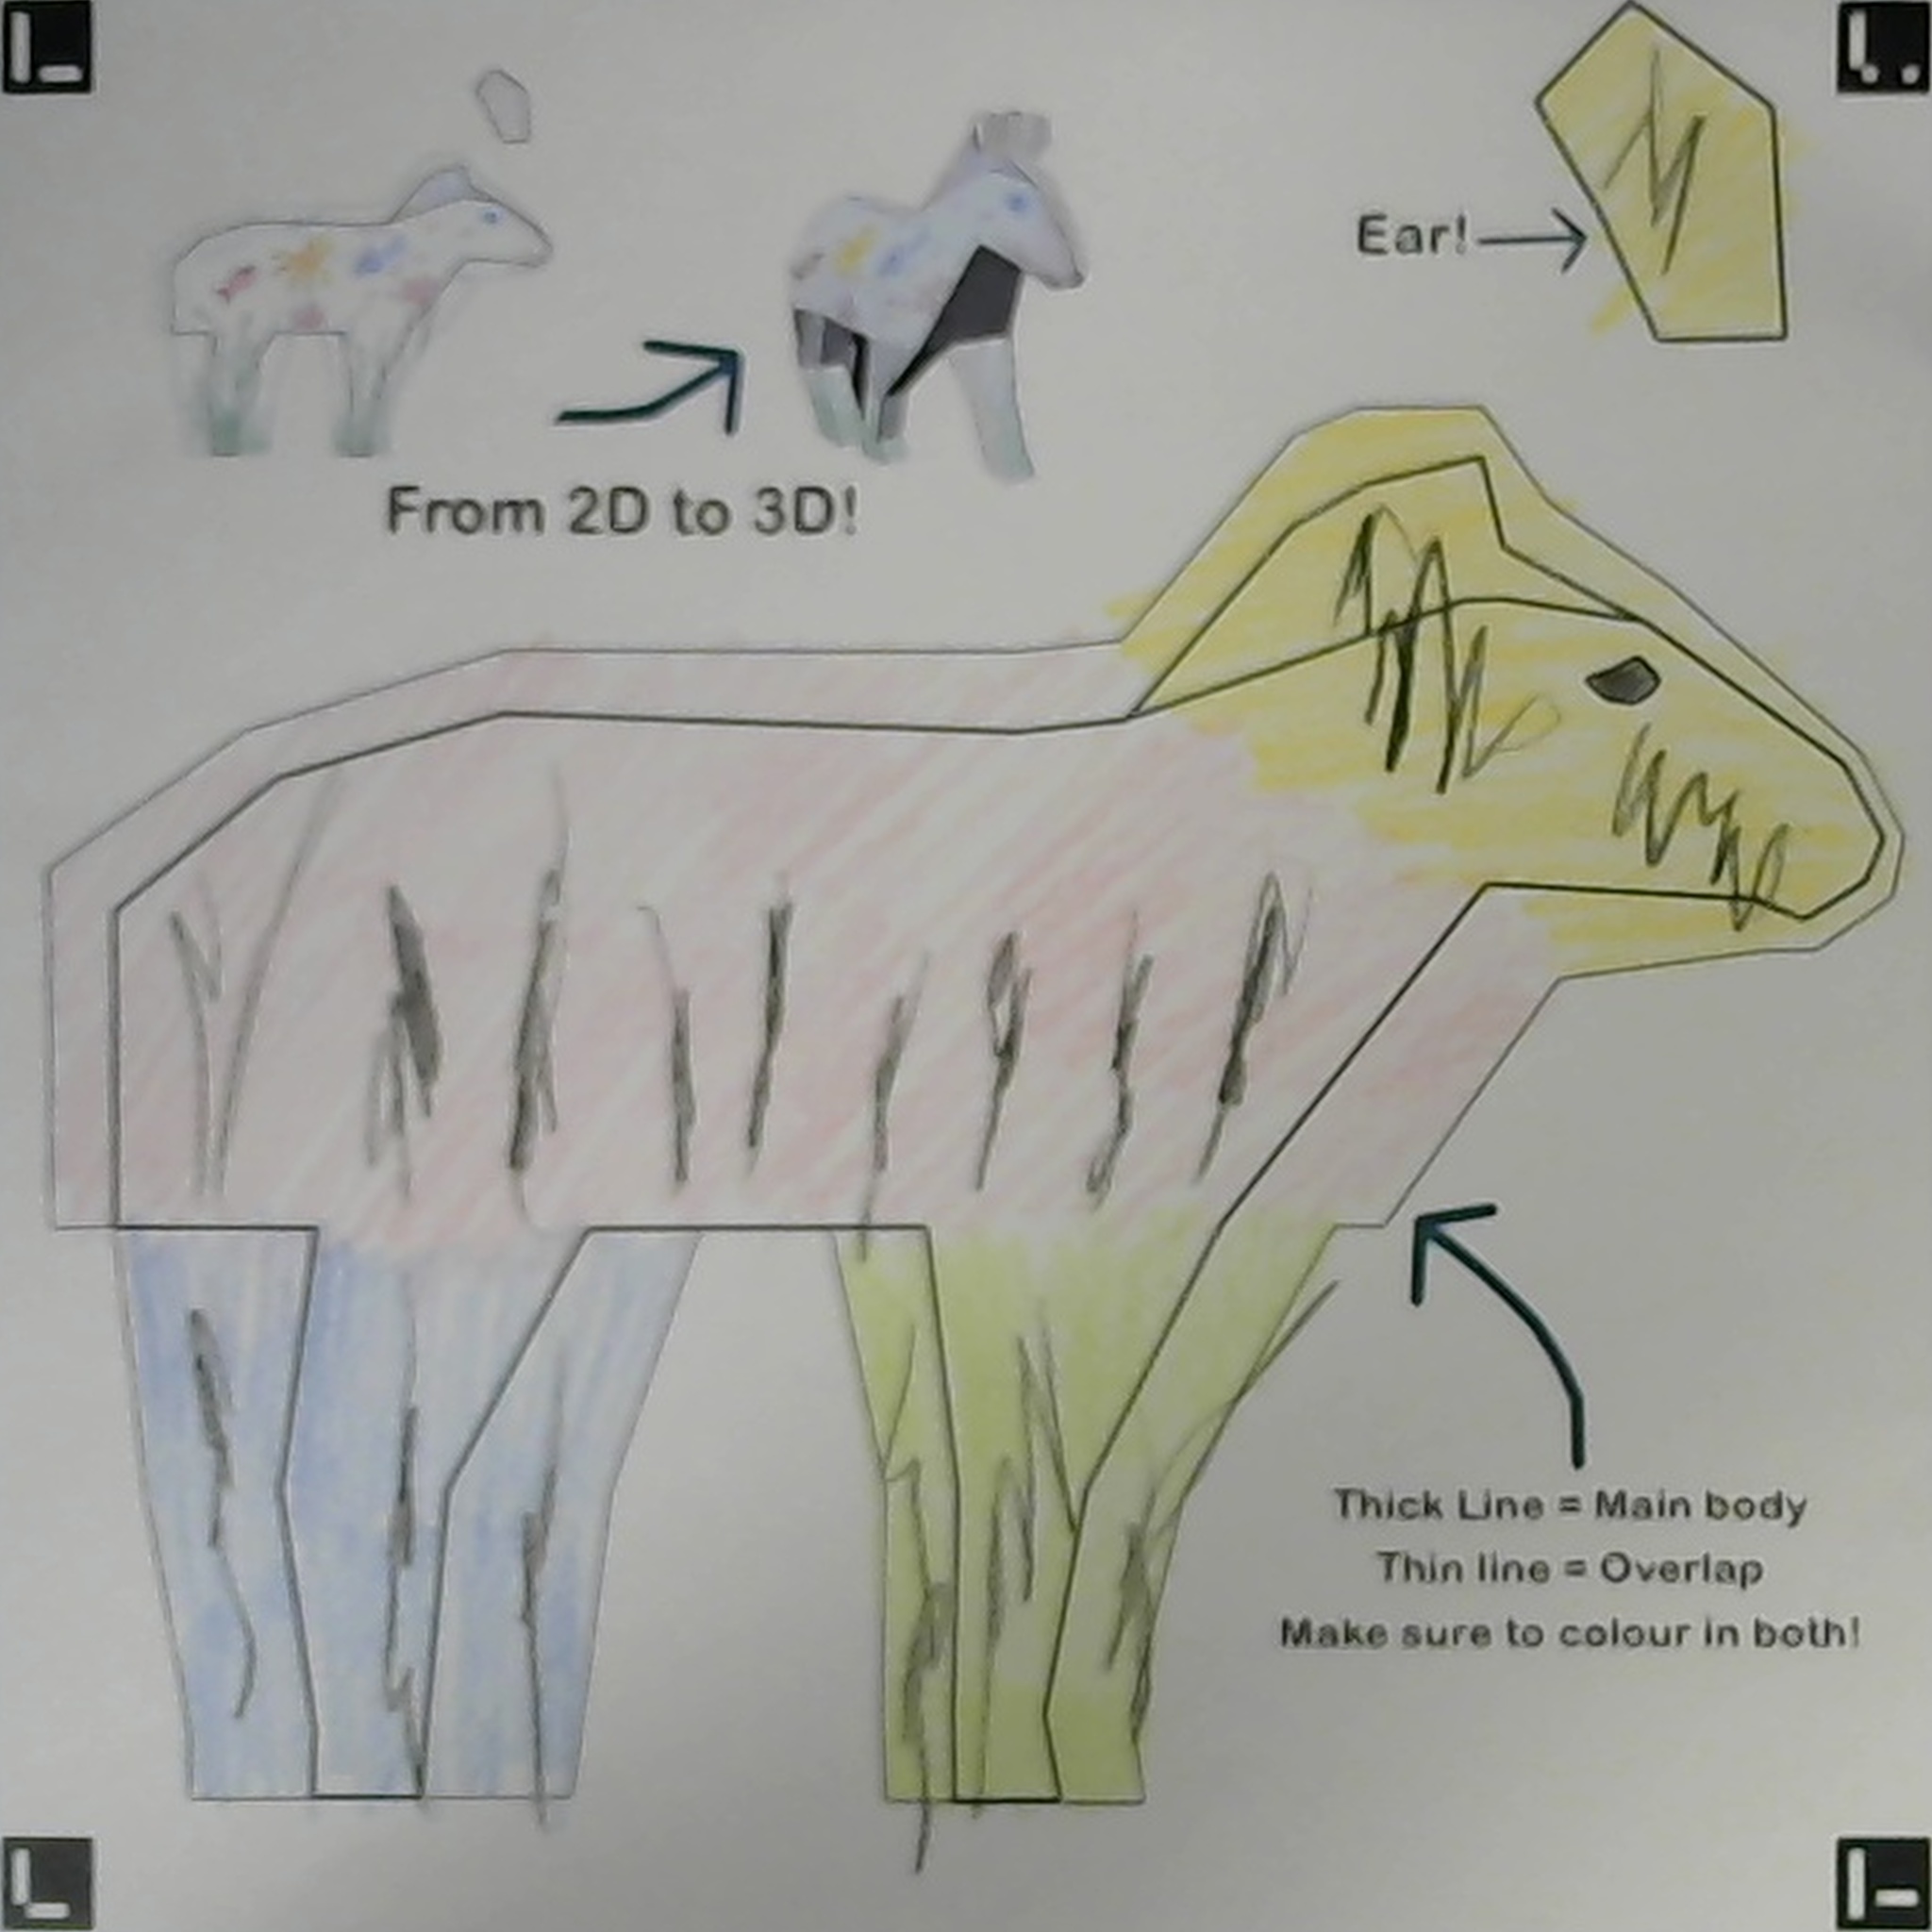 Ear!
From 2D to 3D!
Thick Line = Main body
Thin line = Overlap
Make sure to colour in both!